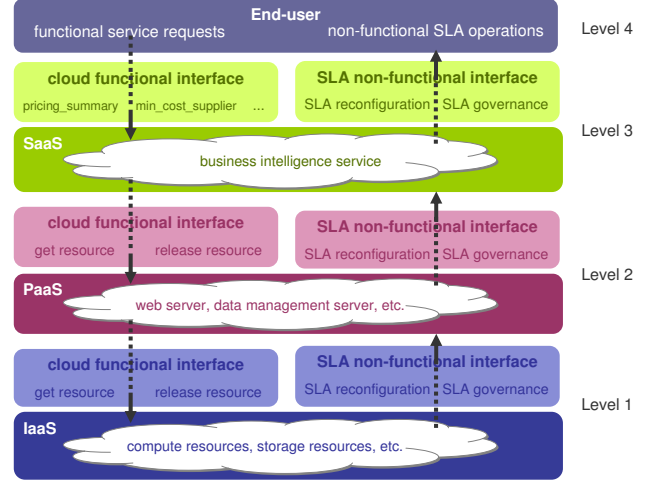 End-user
functional service requests
non-functional SLA operations
Level 4
cloud functional interface
SLA non-functional interface
pricing_summary min_cost_supplier ...
SLA reconfiguration SLA governance
Level 3
SaaS
business intelligence service
cloud functional interface
SLA non-functional interface
get resource release resource
SLA reconfiguration SLA governance
Level 2
PaaS
web server, data management server, etc.
cloud functional interface
SLA non-functional interface
get resource release resource
SLA reconfiguration SLA governance
Level 1
IaaS
compute resources, storage resources, etc.